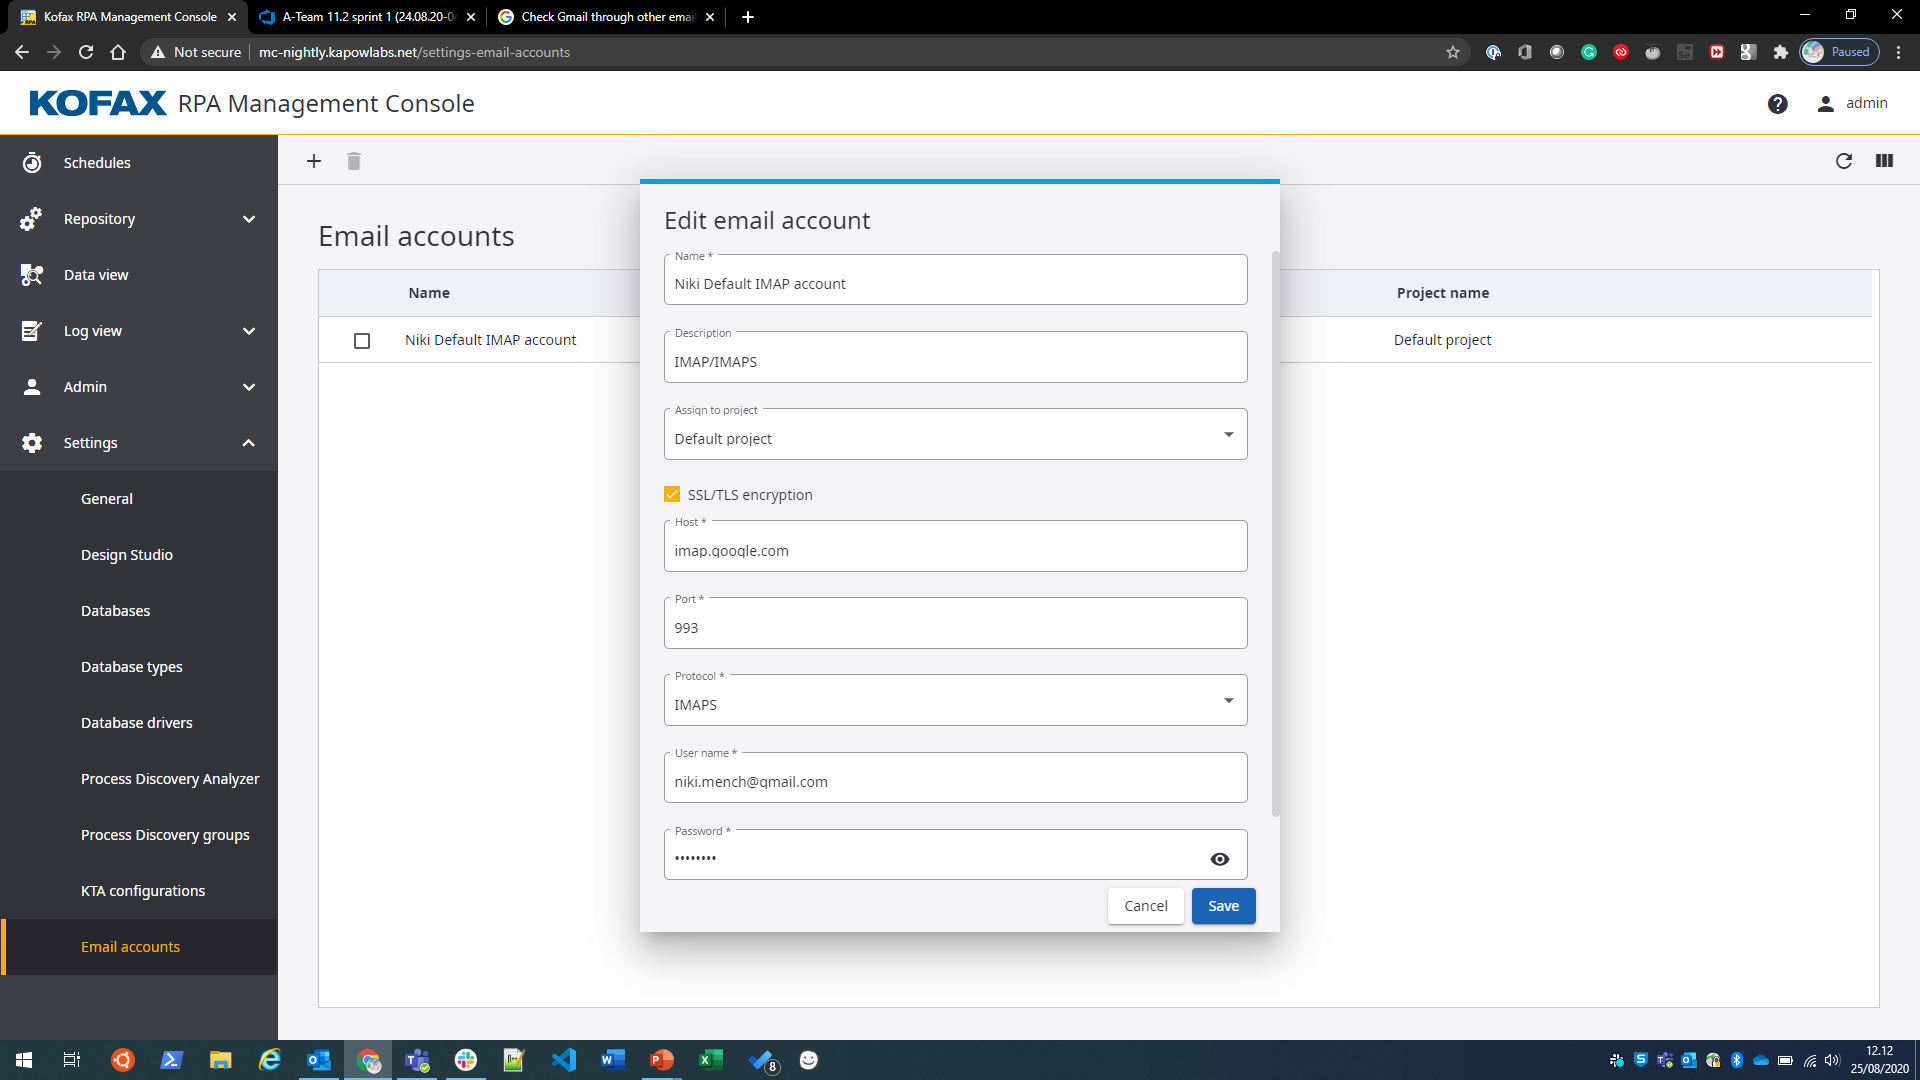 Kofax RPA Management Console
A-Team 11.2 sprint 1 (24.08.20-04
Check Gmail through other email
Not secure
mc-nightly.kapowlabs.net/settings-email-accounts
Paused
KOFAX RPA Management Console
admin
Schedules
Repository
Data view
Log view
Admin
Settings
General
Design Studio
Databases
Database types
Database drivers
Process Discovery Analyzer
Process Discovery groups
KTA configurations
Email accounts
Email accounts
Name
Project name
Niki Default IMAP account
Default project
Edit email account
Name *
Niki Default IMAP account
Description
IMAP/IMAPS
Assign to project
Default project
SSL/TLS encryption
Host *
imap.google.com
Port *
993
Protocol *
IMAPS
User name *
niki.mench@gmail.com
Password *
••••••••
Cancel
Save
8
12.12
25/08/2020